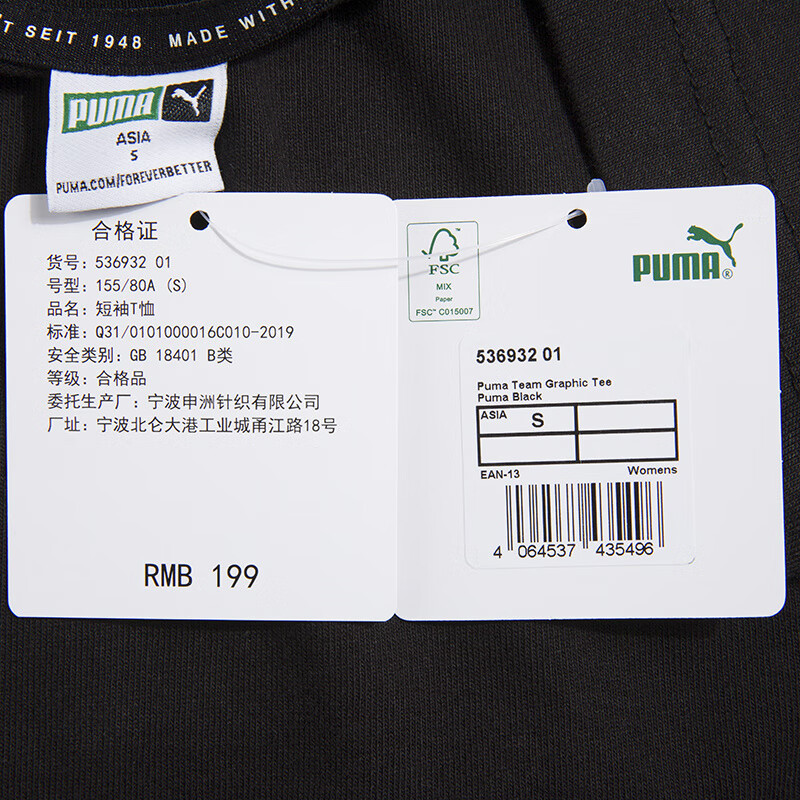 T SEIT 1948 MADE WITH
PUMA
ASIA
S
PUMA.COM/FOREVERBETTER
合格证
货号: 536932 01
号型: 155/80A (S)
品名: 短袖T恤
标准: Q31/0101000016C010-2019
安全类别: GB 18401 B类
等级: 合格品
委托生产厂: 宁波申洲针织有限公司
厂址: 宁波北仑大港工业城甬江路18号
RMB 199
FSC
MIX
Paper
FSC™ C015007
PUMA®
536932 01
Puma Team Graphic Tee
Puma Black
ASIA S
EAN-13 Womens
4 064537 435496